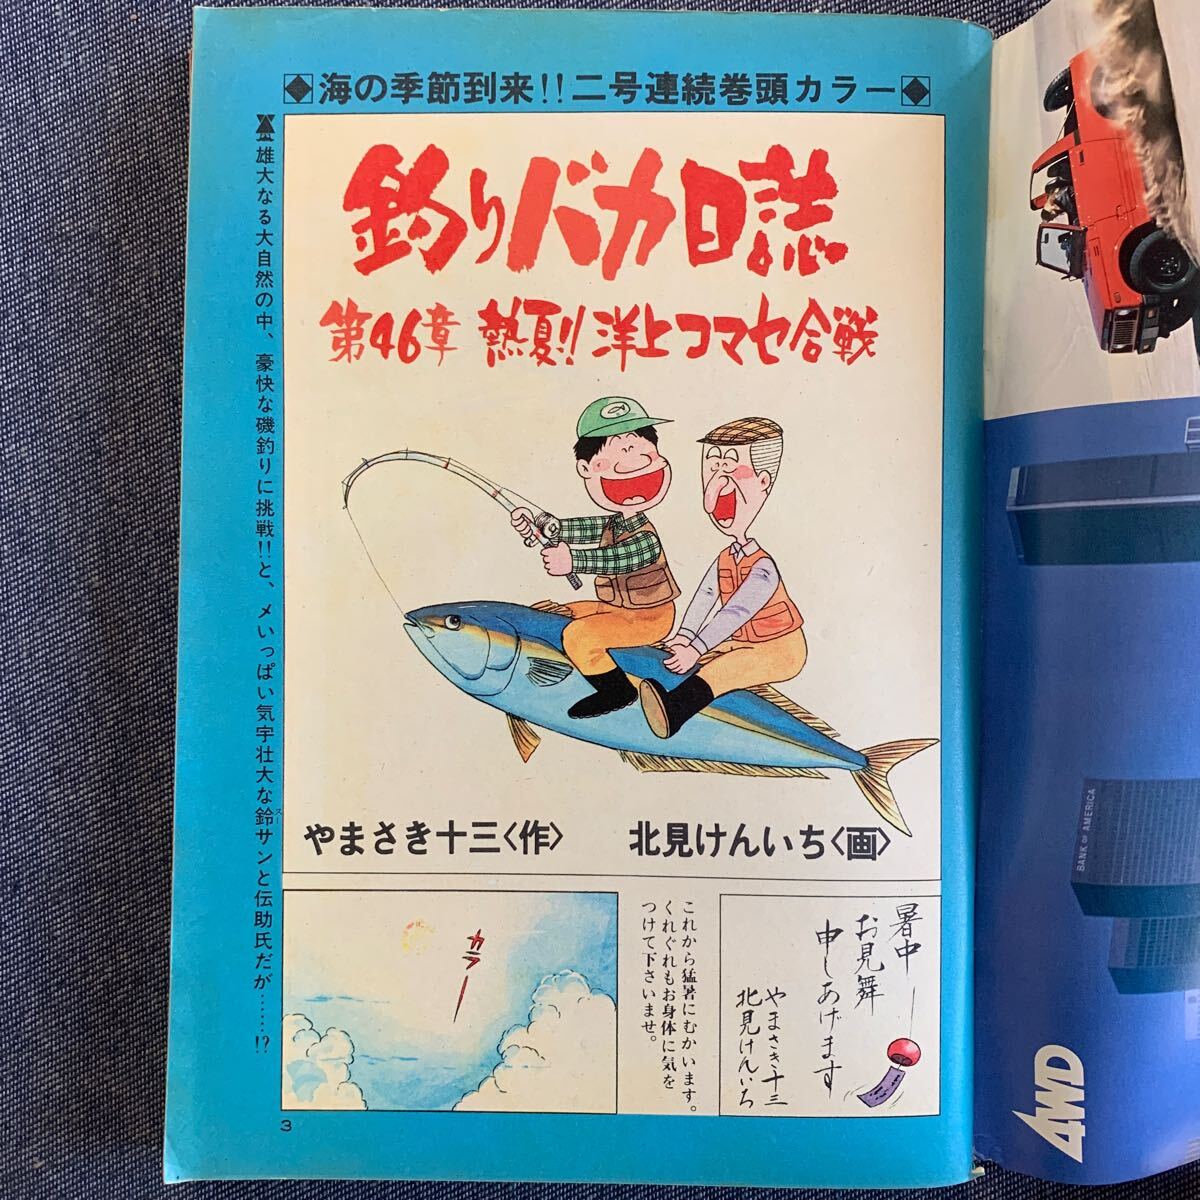 ◆海の季節到来!!二号連続巻頭カラー◆
釣りバカ日誌
第46章 熱夏!! 洋上コマセ合戦
やまさき十三〈作〉 北見けんいち〈画〉
雄大なる大自然の中、豪快な磯釣りに挑戦!!と、メいっぱい気宇壮大な鈴サンと伝助氏だが……!?
スー
暑中
お見舞
申しあげます
やまさき十三
北見けんいち
これから猛暑にむかいます。
くれぐれもお身体に気を
つけて下さいませ。
カラー
3
BANK OF AMERICA
4WD